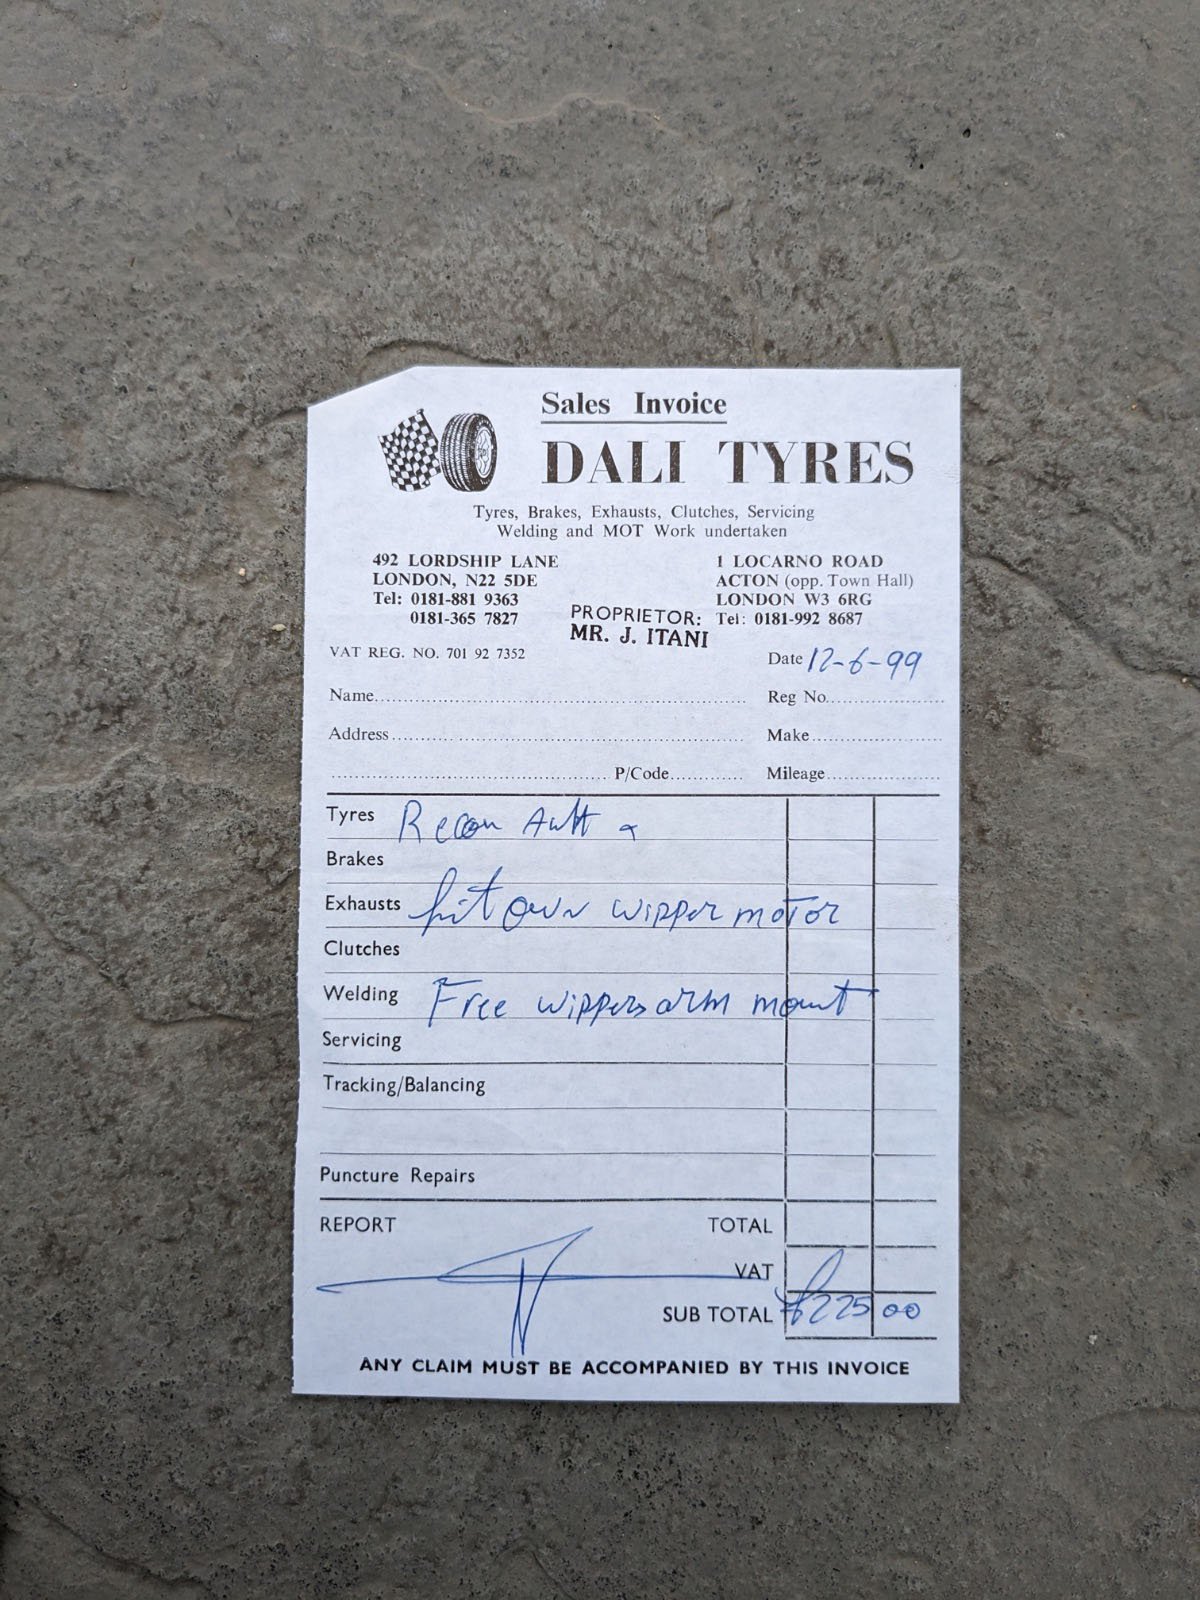 Sales Invoice
DALI TYRES
Tyres, Brakes, Exhausts, Clutches, Servicing
Welding and MOT Work undertaken
492 LORDSHIP LANE
LONDON, N22 5DE
Tel: 0181-881 9363
0181-365 7827
1 LOCARNO ROAD
ACTON (opp. Town Hall)
LONDON W3 6RG
Tel: 0181-992 8687
PROPRIETOR:
MR. J. ITANI
VAT REG. NO. 701 92 7352
Date 12-6-99
Name
Reg No.
Address
Make
P/Code
Mileage
Tyres Recon
Brakes
Exhausts fit own wipper motor
Clutches
Welding Free wippers arm mount
Servicing
Tracking/Balancing
Puncture Repairs
REPORT
TOTAL
VAT
SUB TOTAL £225 00
ANY CLAIM MUST BE ACCOMPANIED BY THIS INVOICE